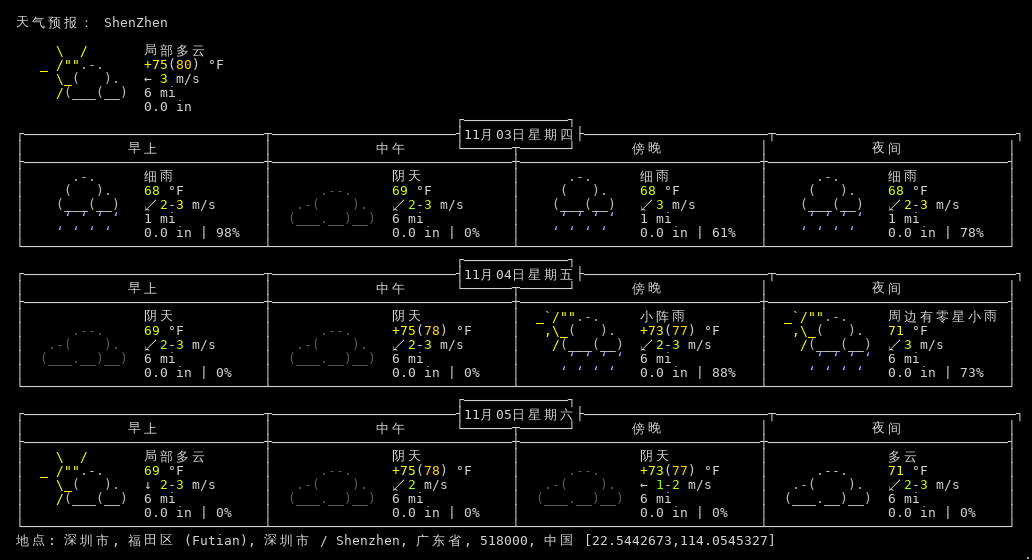 天气预报: ShenZhen
局部多云
+75(80) °F
← 3 m/s
6 mi
0.0 in
11月03日星期四
早上 中午 傍晚 夜间
细雨 阴天 细雨 细雨
68 °F 69 °F 68 °F 68 °F
↙ 2-3 m/s ↙ 2-3 m/s ↙ 3 m/s ↙ 2-3 m/s
1 mi 6 mi 1 mi 1 mi
0.0 in | 98% 0.0 in | 0% 0.0 in | 61% 0.0 in | 78%
11月04日星期五
早上 中午 傍晚 夜间
阴天 阴天 小阵雨 周边有零星小雨
69 °F +75(78) °F +73(77) °F 71 °F
↙ 2-3 m/s ↙ 2-3 m/s ↙ 2-3 m/s ↙ 3 m/s
6 mi 6 mi 6 mi 6 mi
0.0 in | 0% 0.0 in | 0% 0.0 in | 88% 0.0 in | 73%
11月05日星期六
早上 中午 傍晚 夜间
局部多云 阴天 阴天 多云
69 °F +75(78) °F +73(77) °F 71 °F
↓ 2-3 m/s ↙ 2 m/s ← 1-2 m/s ↙ 2-3 m/s
6 mi 6 mi 6 mi 6 mi
0.0 in | 0% 0.0 in | 0% 0.0 in | 0% 0.0 in | 0%
地点: 深圳市, 福田区 (Futian), 深圳市 / Shenzhen, 广东省, 518000, 中国 [22.5442673,114.0545327]